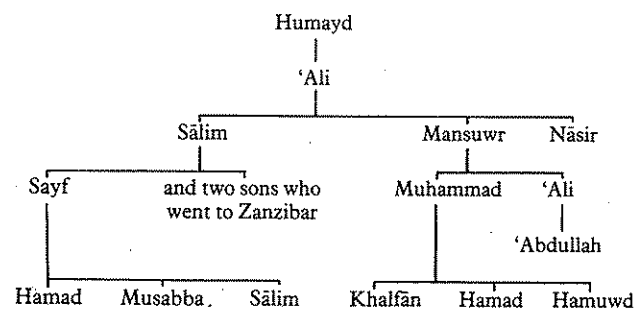 Humayd
‘Ali
Sālim Mansuwr Nāsir
Sayf and two sons who Muhammad ‘Ali
went to Zanzibar
‘Abdullah
Hamad Musabba, Sālim Khalfān Hamad Hamuwd